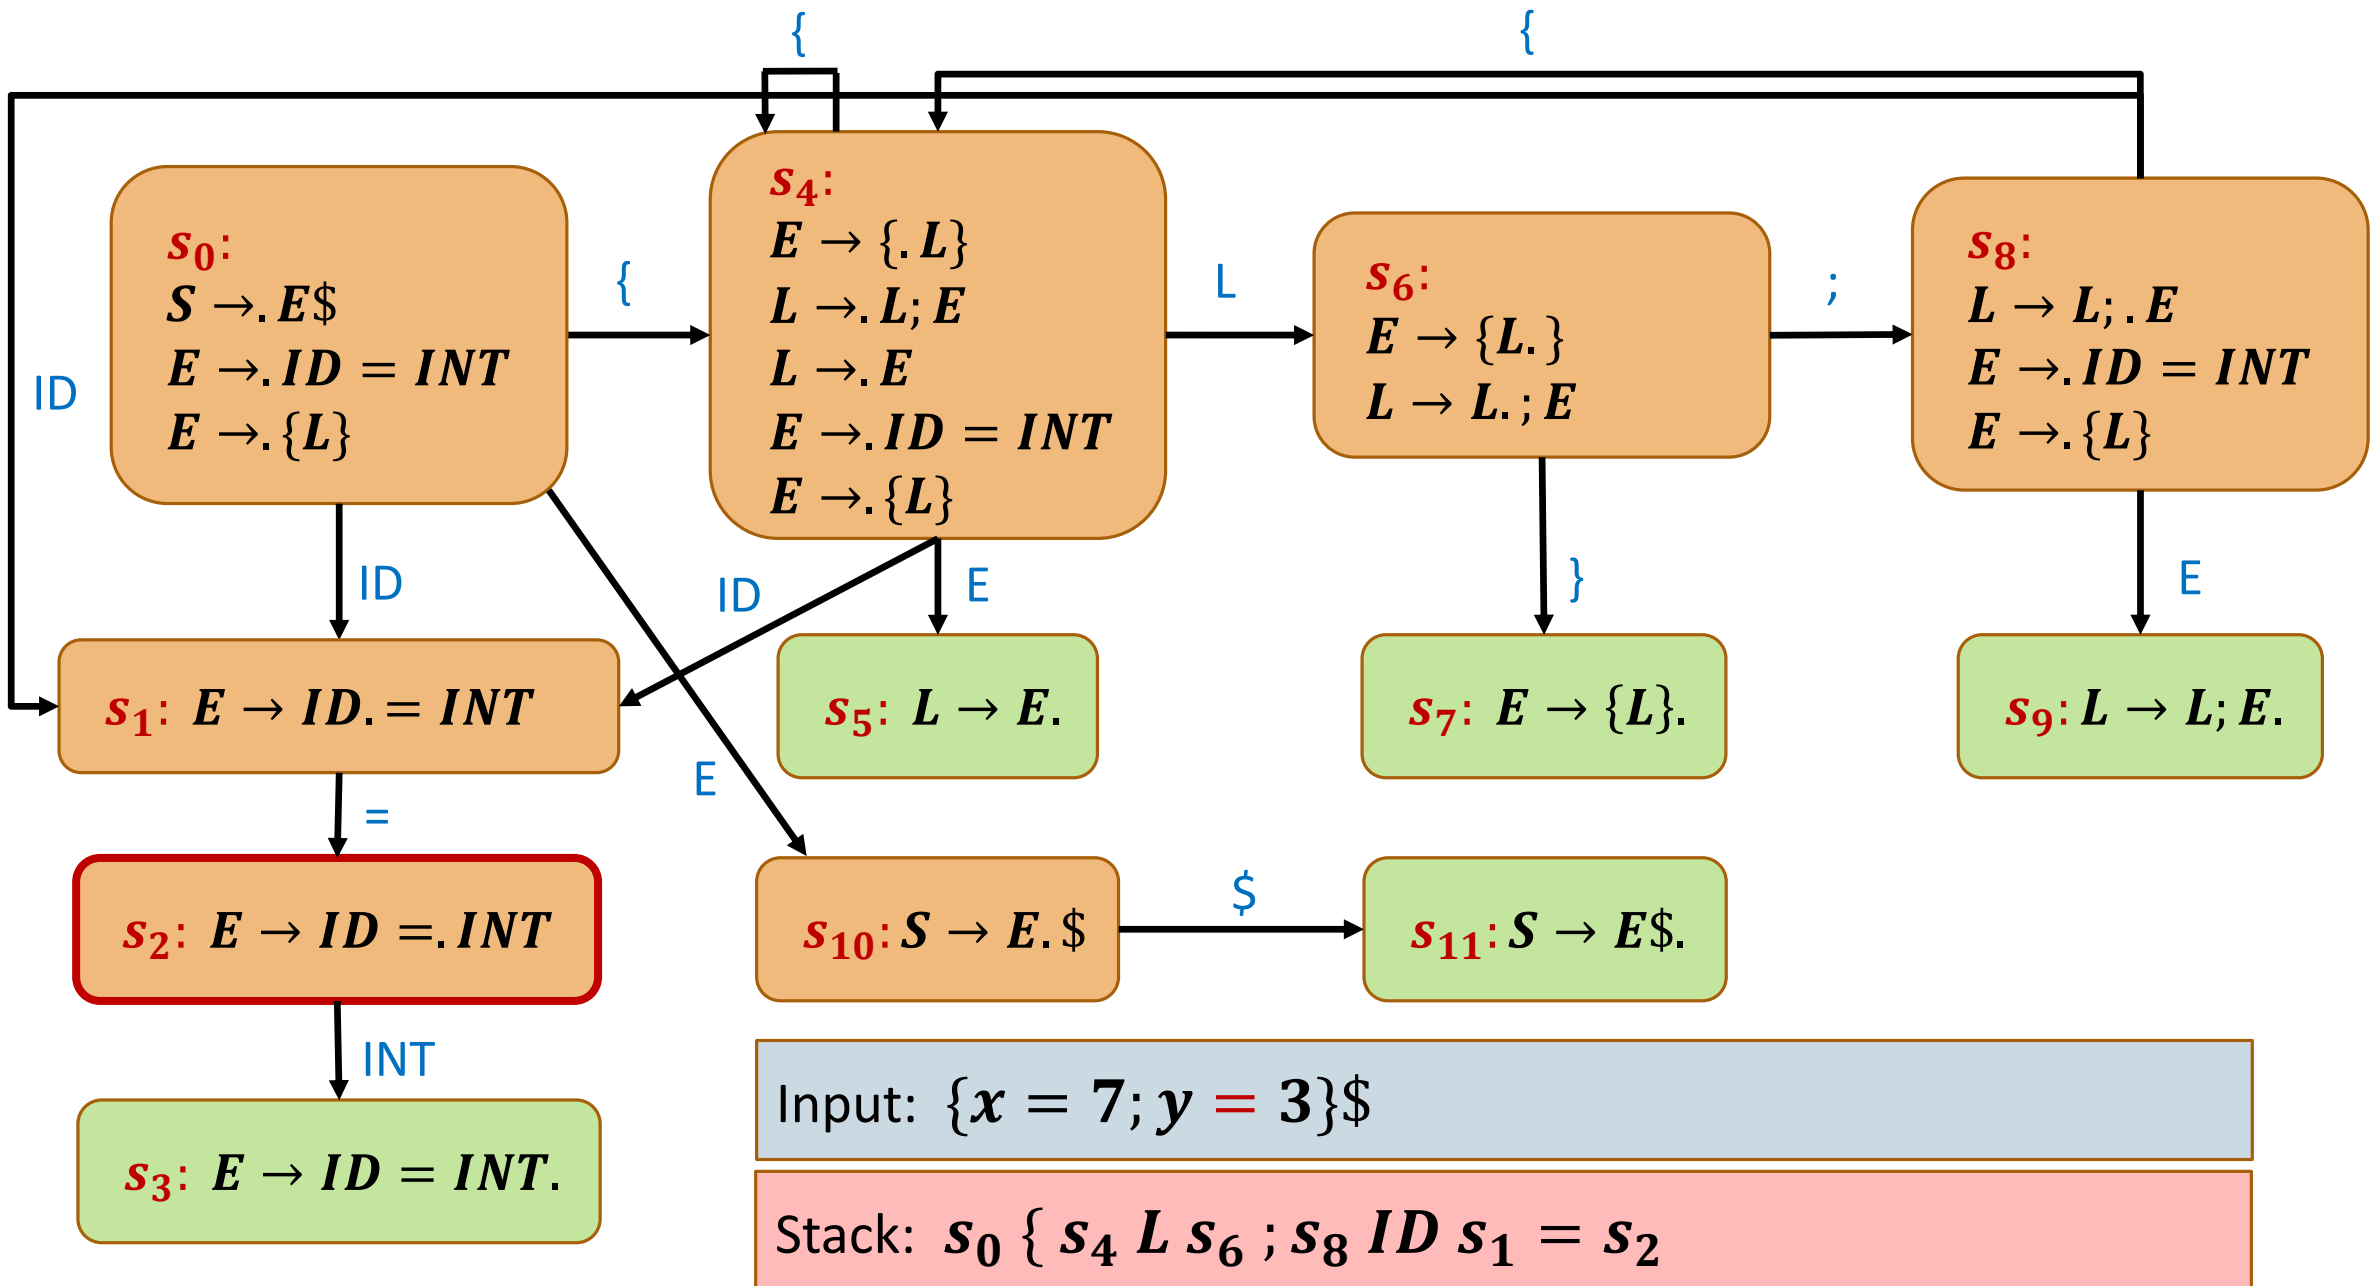 {
{
s₀:
S →. E$
E →. ID = INT
E →. {L}
{
s₄:
E → {. L}
L →. L; E
L →. E
E →. ID = INT
E →. {L}
L
s₆:
E → {L. }
L → L. ; E
;
s₈:
L → L; . E
E →. ID = INT
E →. {L}
ID
ID
ID
E
}
E
s₁: E → ID. = INT
s₅: L → E.
s₇: E → {L}.
s₉: L → L; E.
=
E
s₂: E → ID =. INT
s₁₀: S → E. $
$
s₁₁: S → E$.
INT
s₃: E → ID = INT.
Input: {x = 7; y = 3}$
Stack: s₀ { s₄ L s₆ ; s₈ ID s₁ = s₂